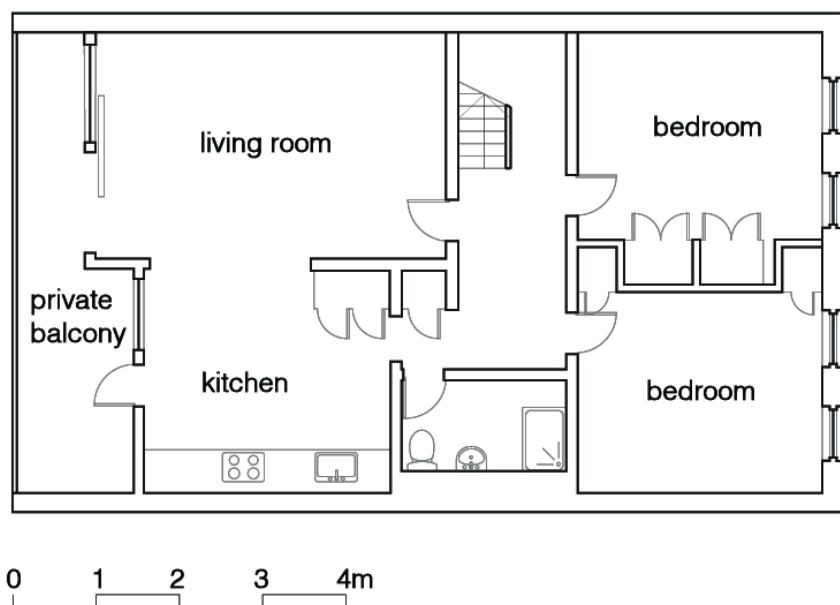 living room
bedroom
private
balcony
kitchen
bedroom
0 1 2 3 4m